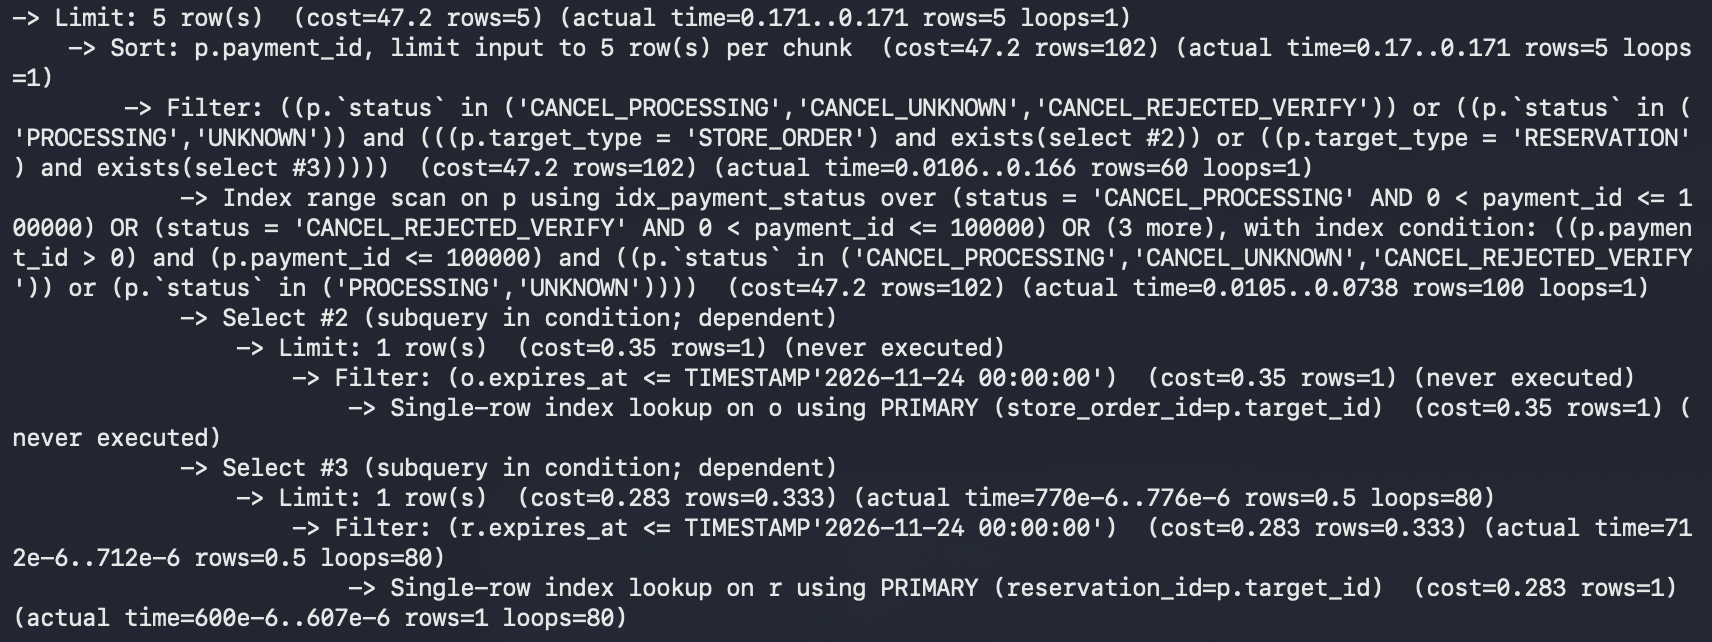 -> Limit: 5 row(s)  (cost=47.2 rows=5) (actual time=0.171..0.171 rows=5 loops=1)
    -> Sort: p.payment_id, limit input to 5 row(s) per chunk  (cost=47.2 rows=102) (actual time=0.17..0.171 rows=5 loops
=1)
        -> Filter: ((p.`status` in ('CANCEL_PROCESSING','CANCEL_UNKNOWN','CANCEL_REJECTED_VERIFY')) or ((p.`status` in (
'PROCESSING','UNKNOWN')) and (((p.target_type = 'STORE_ORDER') and exists(select #2)) or ((p.target_type = 'RESERVATION'
) and exists(select #3)))))  (cost=47.2 rows=102) (actual time=0.0106..0.166 rows=60 loops=1)
            -> Index range scan on p using idx_payment_status over (status = 'CANCEL_PROCESSING' AND 0 < payment_id <= 1
00000) OR (status = 'CANCEL_REJECTED_VERIFY' AND 0 < payment_id <= 100000) OR (3 more), with index condition: ((p.paymen
t_id > 0) and (p.payment_id <= 100000) and ((p.`status` in ('CANCEL_PROCESSING','CANCEL_UNKNOWN','CANCEL_REJECTED_VERIFY
')) or (p.`status` in ('PROCESSING','UNKNOWN'))))  (cost=47.2 rows=102) (actual time=0.0105..0.0738 rows=100 loops=1)
            -> Select #2 (subquery in condition; dependent)
                -> Limit: 1 row(s)  (cost=0.35 rows=1) (never executed)
                    -> Filter: (o.expires_at <= TIMESTAMP'2026-11-24 00:00:00')  (cost=0.35 rows=1) (never executed)
                        -> Single-row index lookup on o using PRIMARY (store_order_id=p.target_id)  (cost=0.35 rows=1) (
never executed)
            -> Select #3 (subquery in condition; dependent)
                -> Limit: 1 row(s)  (cost=0.283 rows=0.333) (actual time=770e-6..776e-6 rows=0.5 loops=80)
                    -> Filter: (r.expires_at <= TIMESTAMP'2026-11-24 00:00:00')  (cost=0.283 rows=0.333) (actual time=71
2e-6..712e-6 rows=0.5 loops=80)
                        -> Single-row index lookup on r using PRIMARY (reservation_id=p.target_id)  (cost=0.283 rows=1)
(actual time=600e-6..607e-6 rows=1 loops=80)